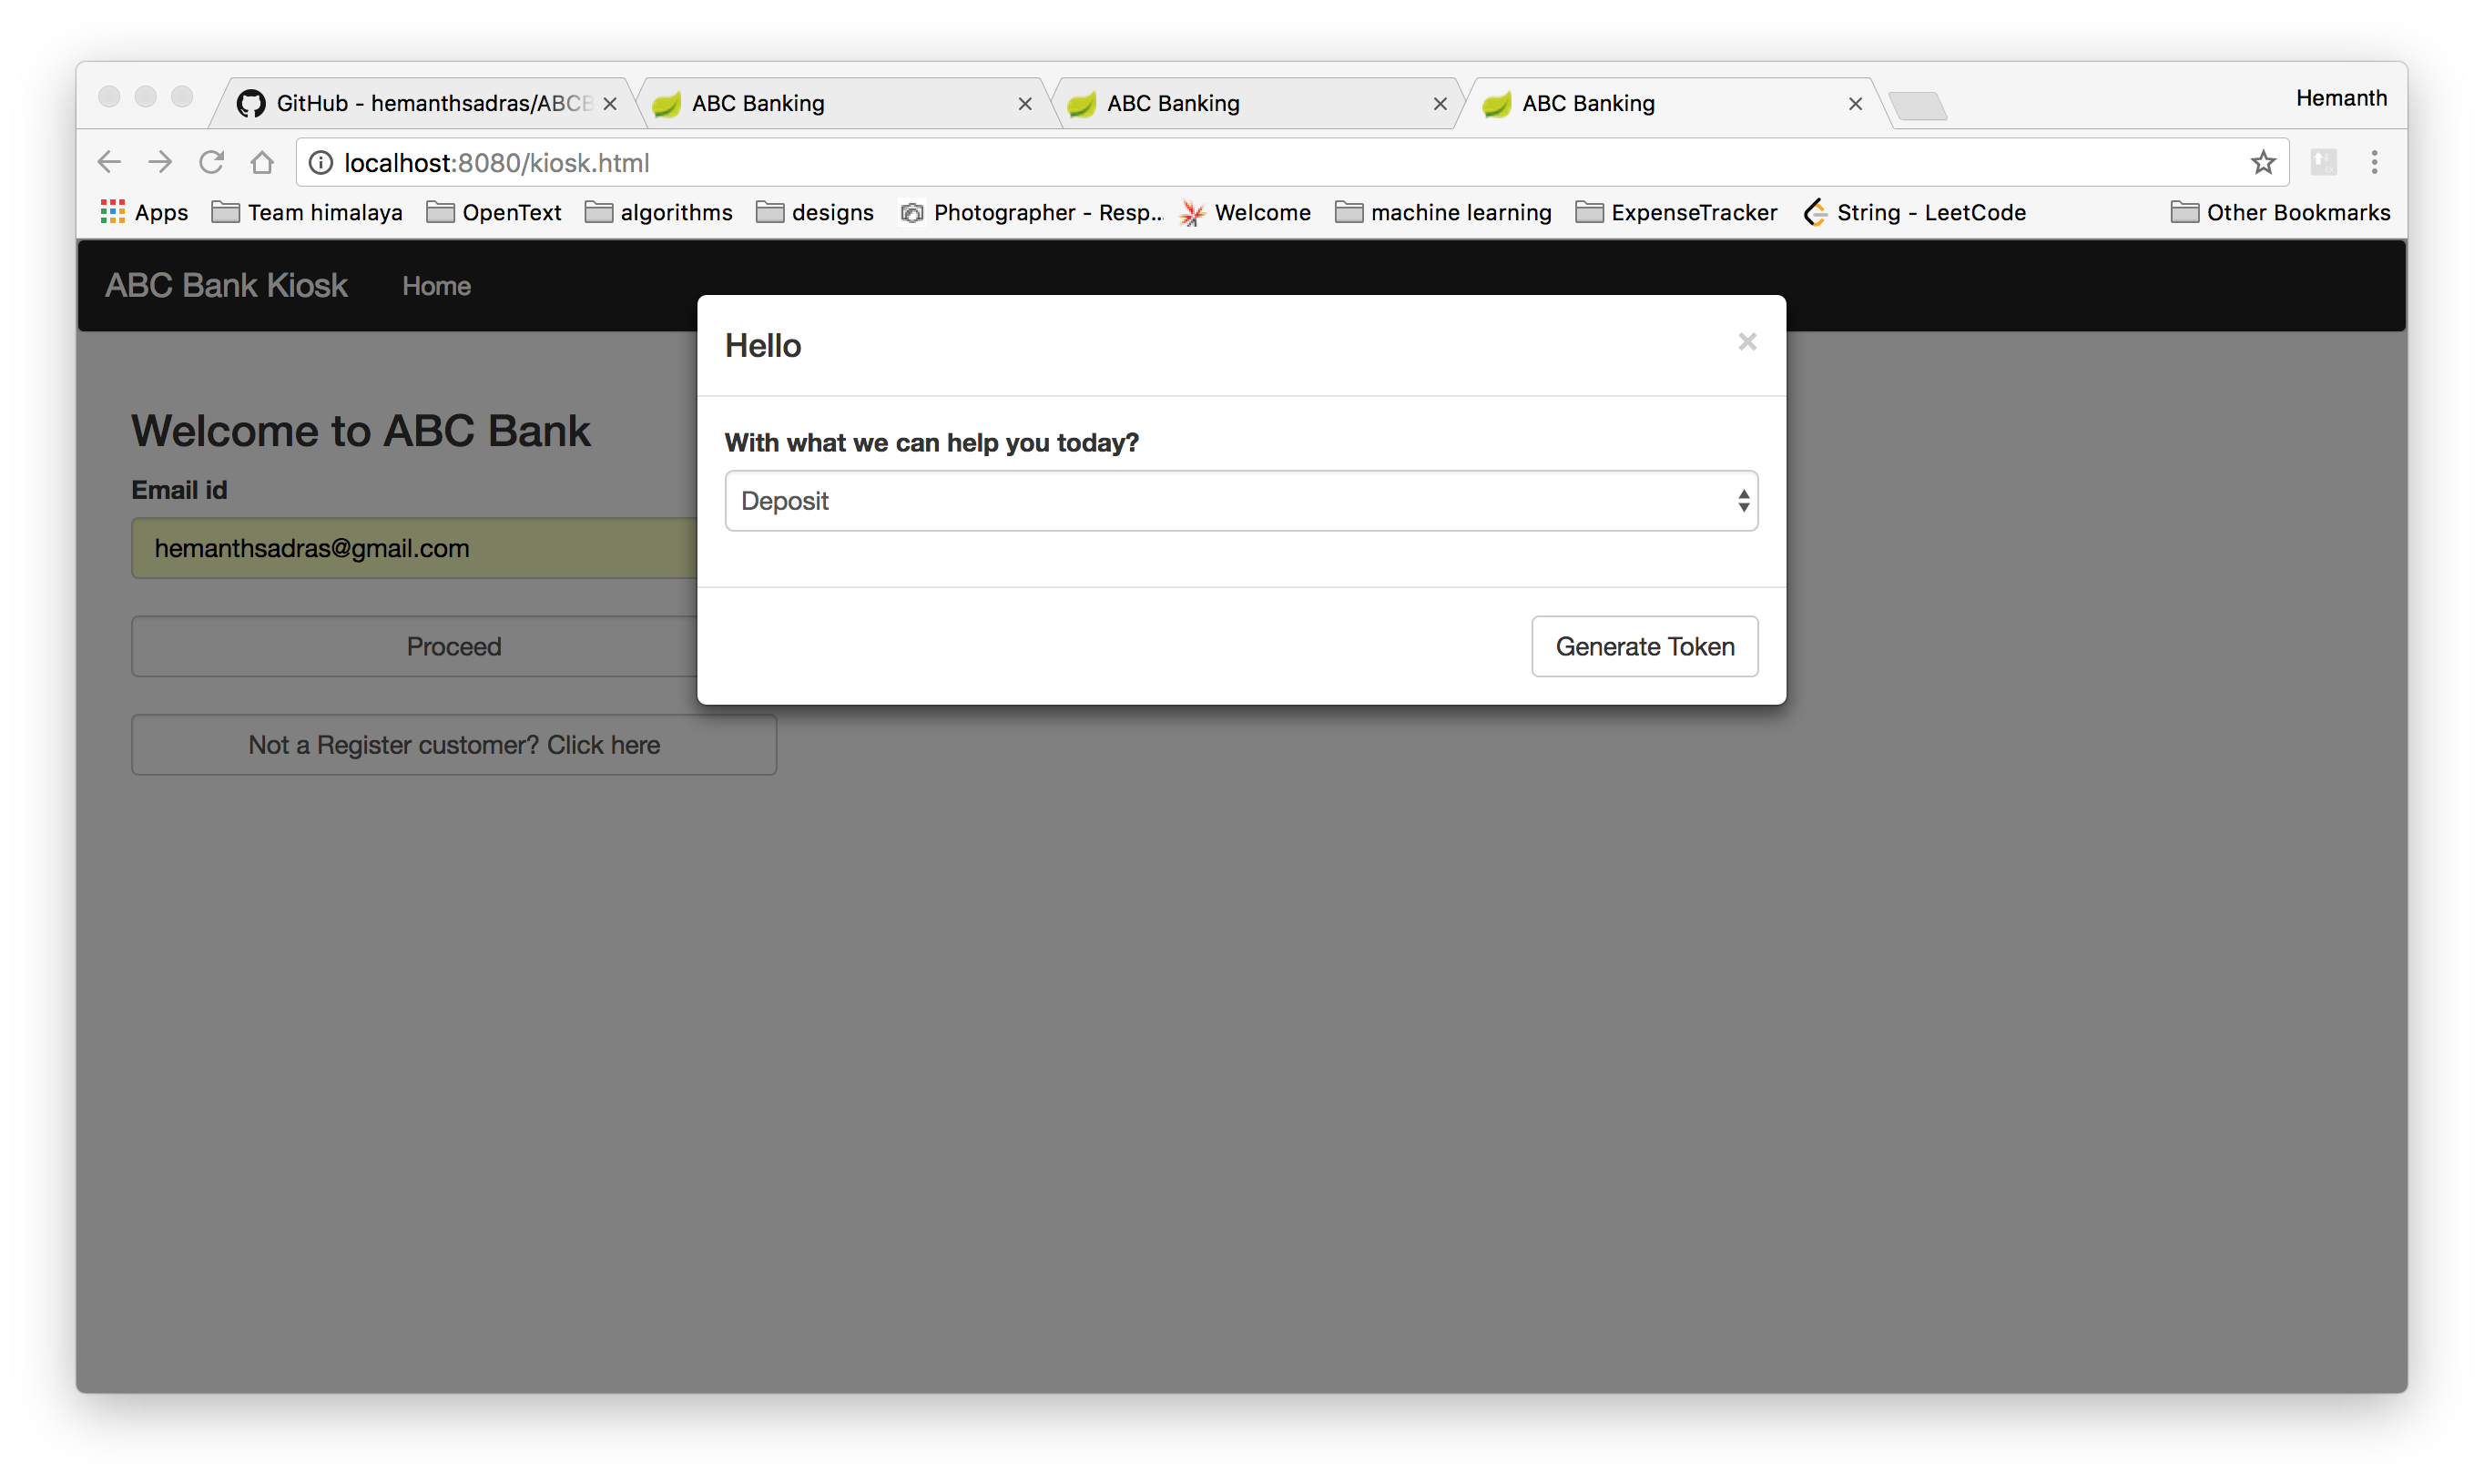 GitHub - hemanthsadras/ABCB
ABC Banking
ABC Banking
ABC Banking
Hemanth
localhost:8080/kiosk.html
Apps
Team himalaya
OpenText
algorithms
designs
Photographer - Resp...
Welcome
machine learning
ExpenseTracker
String - LeetCode
Other Bookmarks
ABC Bank Kiosk
Home
Hello
With what we can help you today?
Deposit
Generate Token
Welcome to ABC Bank
Email id
hemanthsadras@gmail.com
Proceed
Not a Register customer? Click here